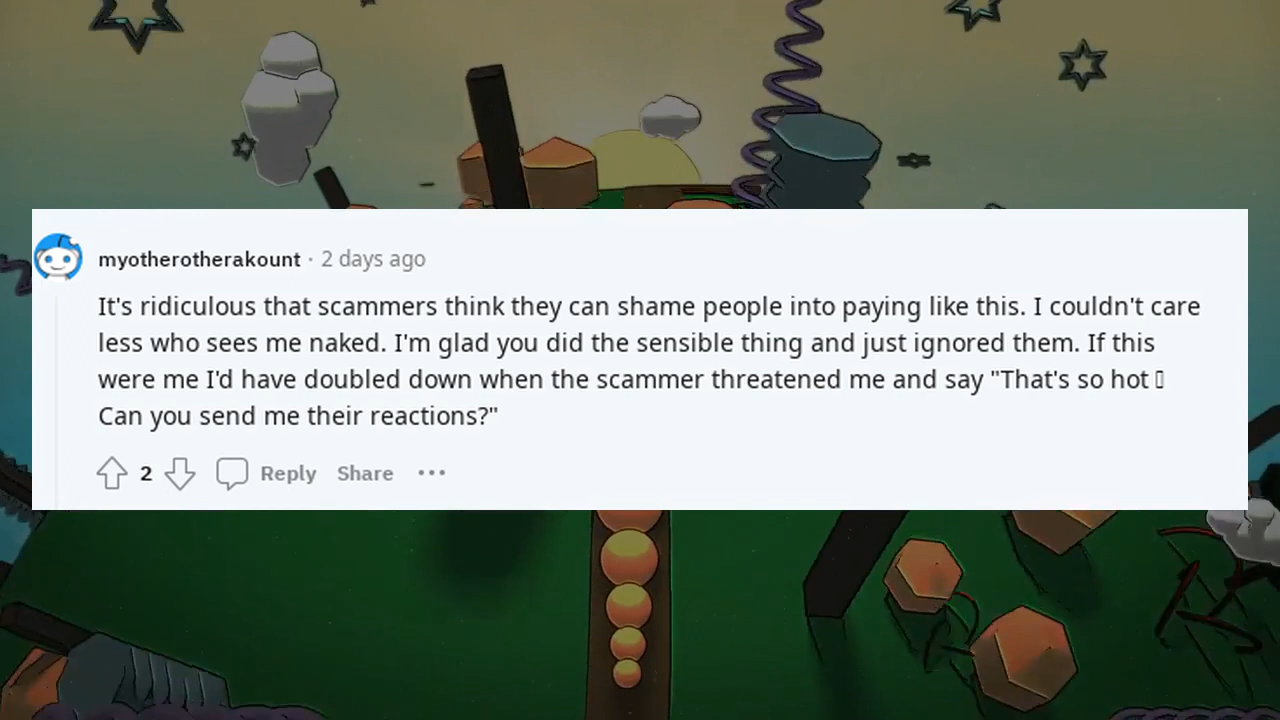 myotherotherakount · 2 days ago
It's ridiculous that scammers think they can shame people into paying like this. I couldn't care
less who sees me naked. I'm glad you did the sensible thing and just ignored them. If this
were me I'd have doubled down when the scammer threatened me and say "That's so hot ▯
Can you send me their reactions?"
2 Reply Share ···